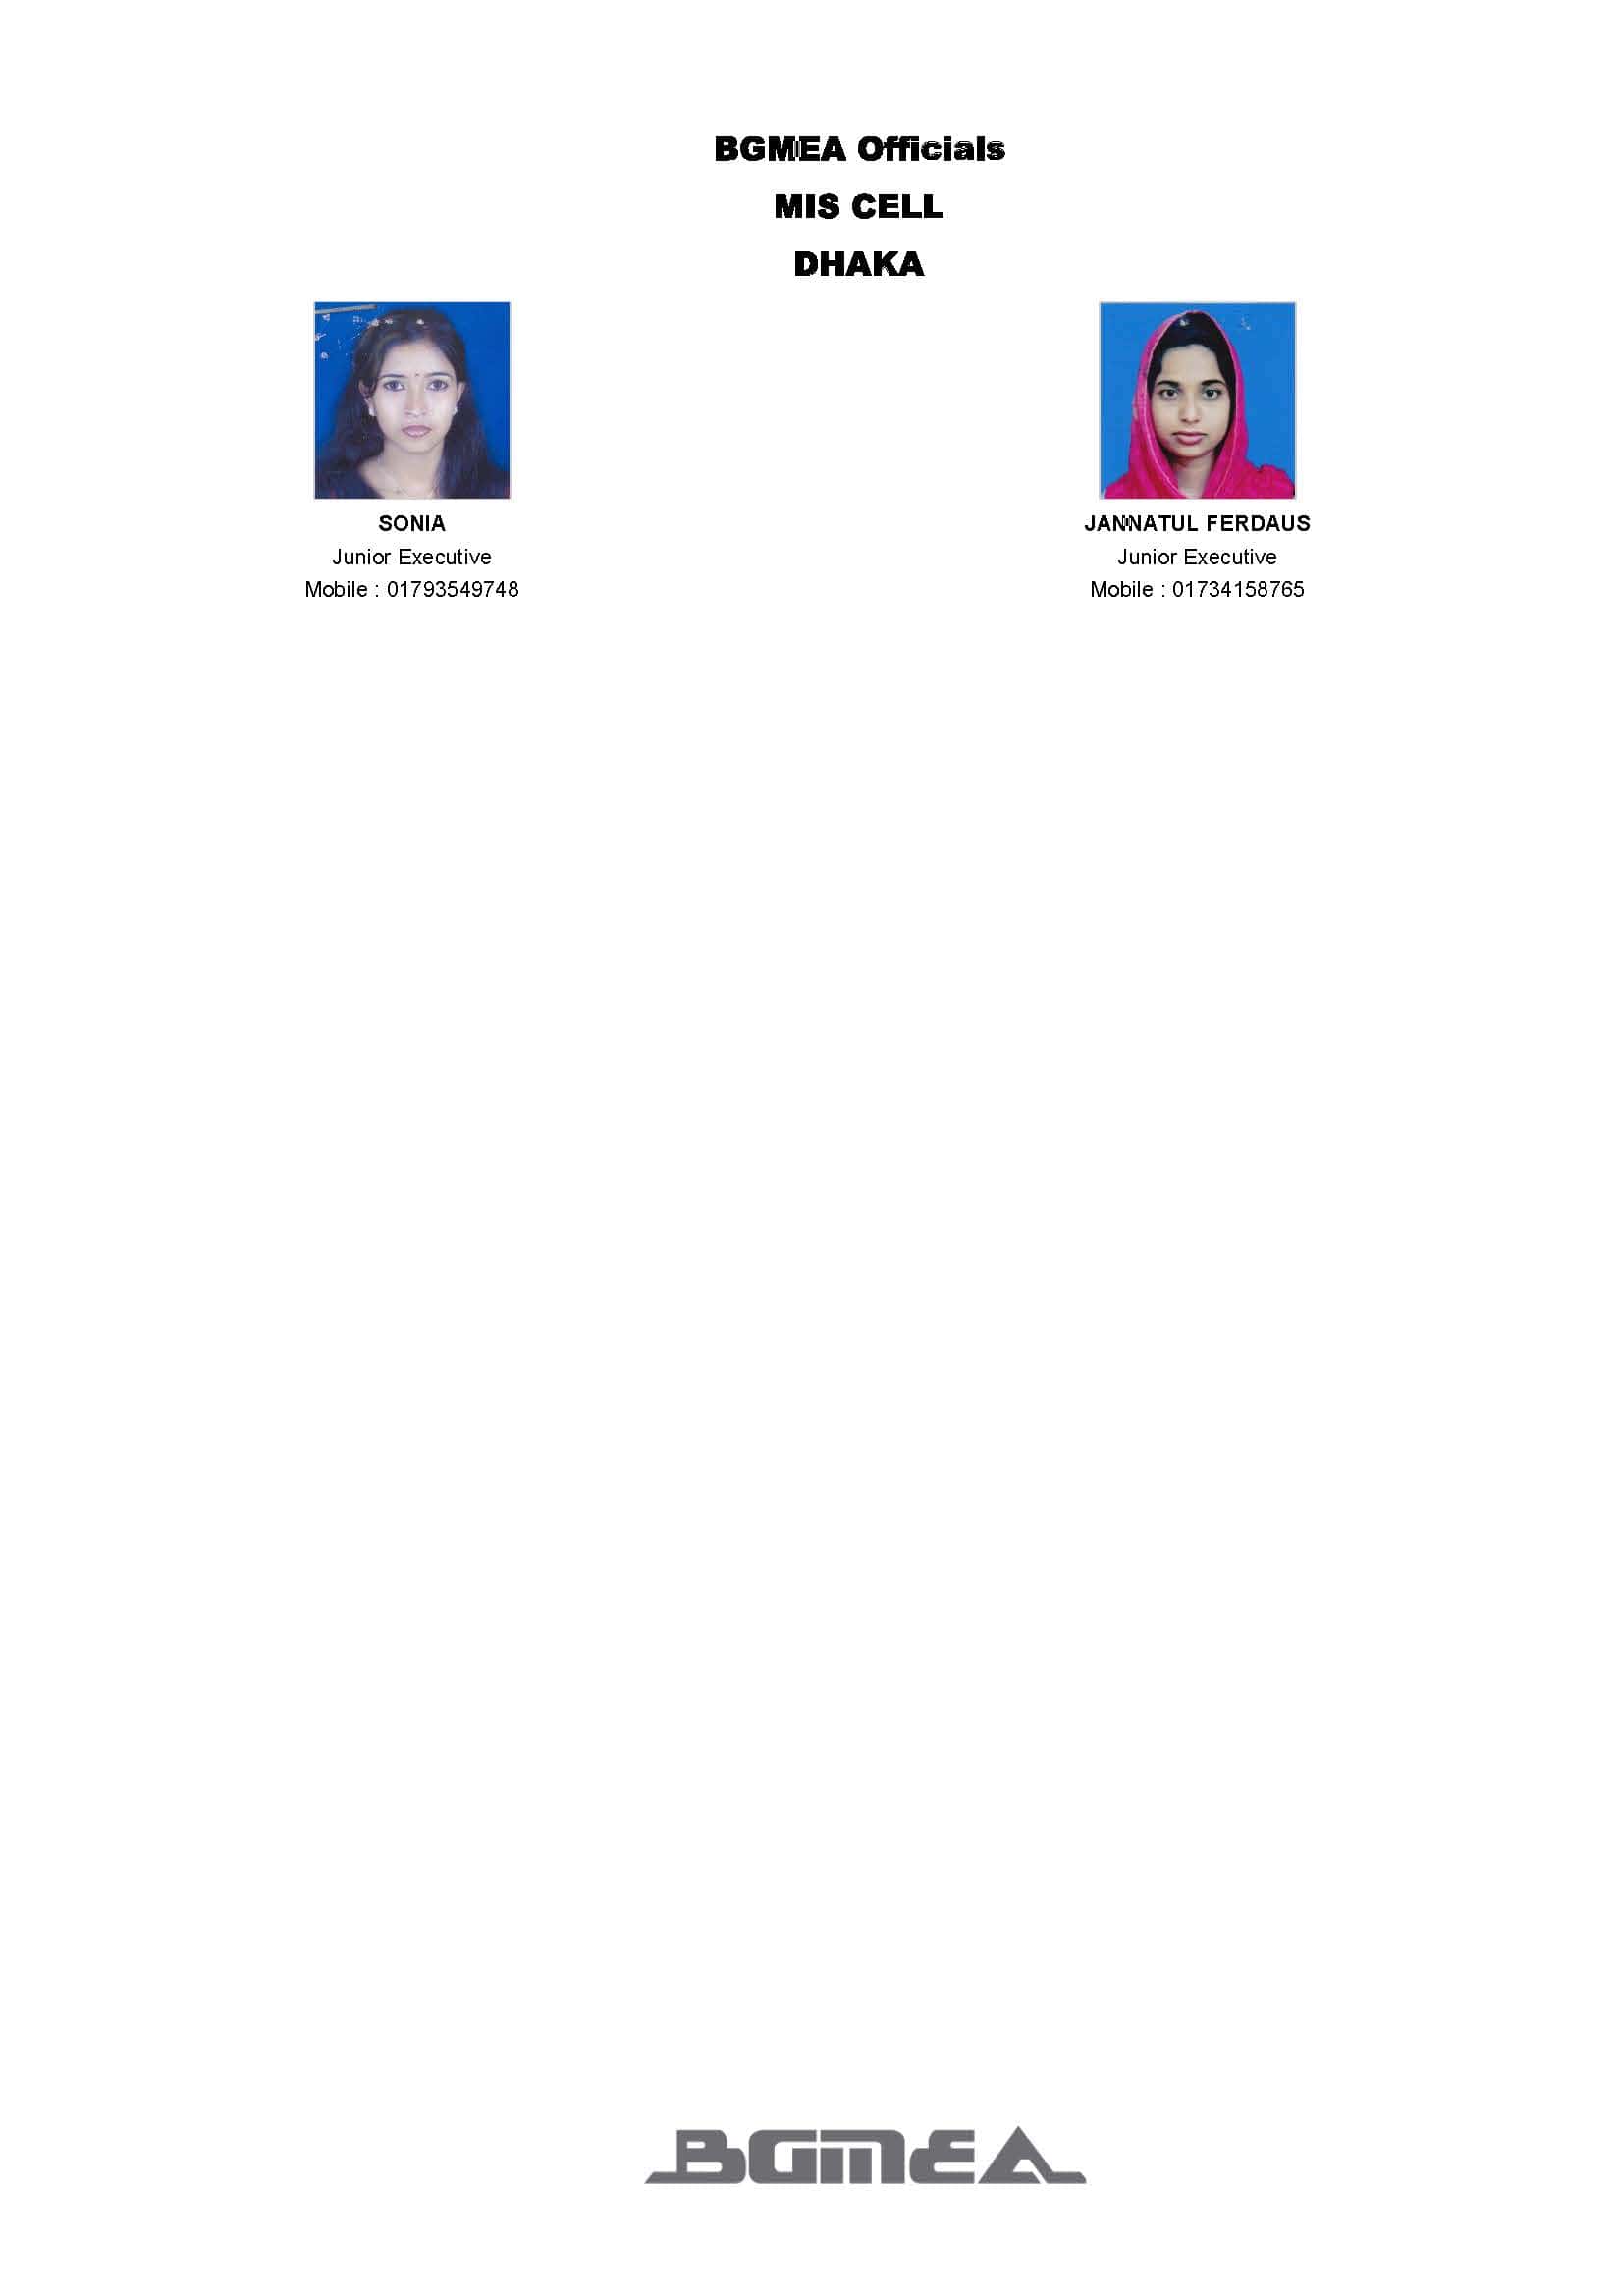 BGMEA Officials
MIS CELL
DHAKA
SONIA
Junior Executive
Mobile : 01793549748
JANNATUL FERDAUS
Junior Executive
Mobile : 01734158765
BGMEA